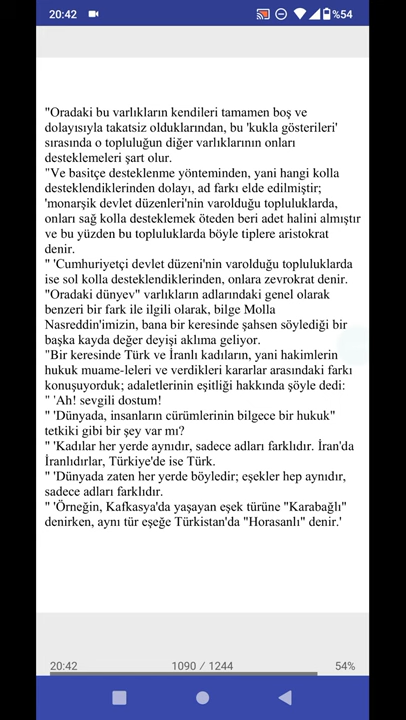 20:42 %54
"Oradaki bu varlıkların kendileri tamamen boş ve
dolayısıyla takatsiz olduklarından, bu 'kukla gösterileri'
sırasında o topluluğun diğer varlıklarının onları
desteklemeleri şart olur.
"Ve basitçe desteklenme yönteminden, yani hangi kolla
desteklendiklerinden dolayı, ad farkı elde edilmiştir;
'monarşik devlet düzenleri'nin varolduğu topluluklarda,
onları sağ kolla desteklemek öteden beri adet halini almıştır
ve bu yüzden bu topluluklarda böyle tiplere aristokrat
denir.
" 'Cumhuriyetçi devlet düzeni'nin varolduğu topluluklarda
ise sol kolla desteklendiklerinden, onlara zevrokrat denir.
"Oradaki dünyev" varlıkların adlarındaki genel olarak
benzeri bir fark ile ilgili olarak, bilge Molla
Nasreddin'imizin, bana bir keresinde şahsen söylediği bir
başka kayda değer deyişi aklıma geliyor.
"Bir keresinde Türk ve İranlı kadıların, yani hakimlerin
hukuk muame-leleri ve verdikleri kararlar arasındaki farkı
konuşuyorduk; adaletlerinin eşitliği hakkında şöyle dedi:
" 'Ah! sevgili dostum!
" 'Dünyada, insanların cürümlerinin bilgece bir hukuk"
tetkiki gibi bir şey var mı?
" 'Kadılar her yerde aynıdır, sadece adları farklıdır. İran'da
İranlıdırlar, Türkiye'de ise Türk.
" 'Dünyada zaten her yerde böyledir; eşekler hep aynıdır,
sadece adları farklıdır.
" 'Örneğin, Kafkasya'da yaşayan eşek türüne "Karabağlı"
denirken, aynı tür eşeğe Türkistan'da "Horasanlı" denir.'
20:42 1090 / 1244 54%